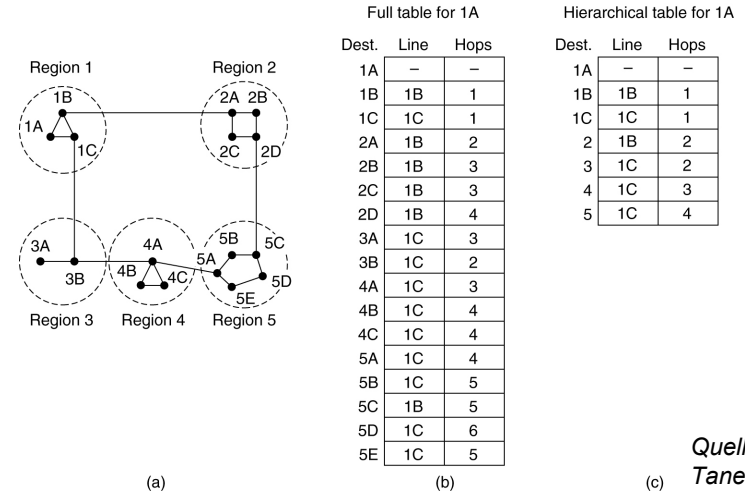 Full table for 1A
Hierarchical table for 1A
Dest. Line Hops
Dest. Line Hops
Region 1
Region 2
1B
1A
1C
2A 2B
2C 2D
3A
3B
4A
4B
4C
5B
5C
5A
5D
5E
Region 3
Region 4
Region 5
1A – –
1B 1B 1
1C 1C 1
2A 1B 2
2B 1B 3
2C 1B 3
2D 1B 4
3A 1C 3
3B 1C 2
4A 1C 3
4B 1C 4
4C 1C 4
5A 1C 4
5B 1C 5
5C 1B 5
5D 1C 6
5E 1C 5
1A – –
1B 1B 1
1C 1C 1
2 1B 2
3 1C 2
4 1C 3
5 1C 4
(a)
(b)
(c)
Quell
Tane